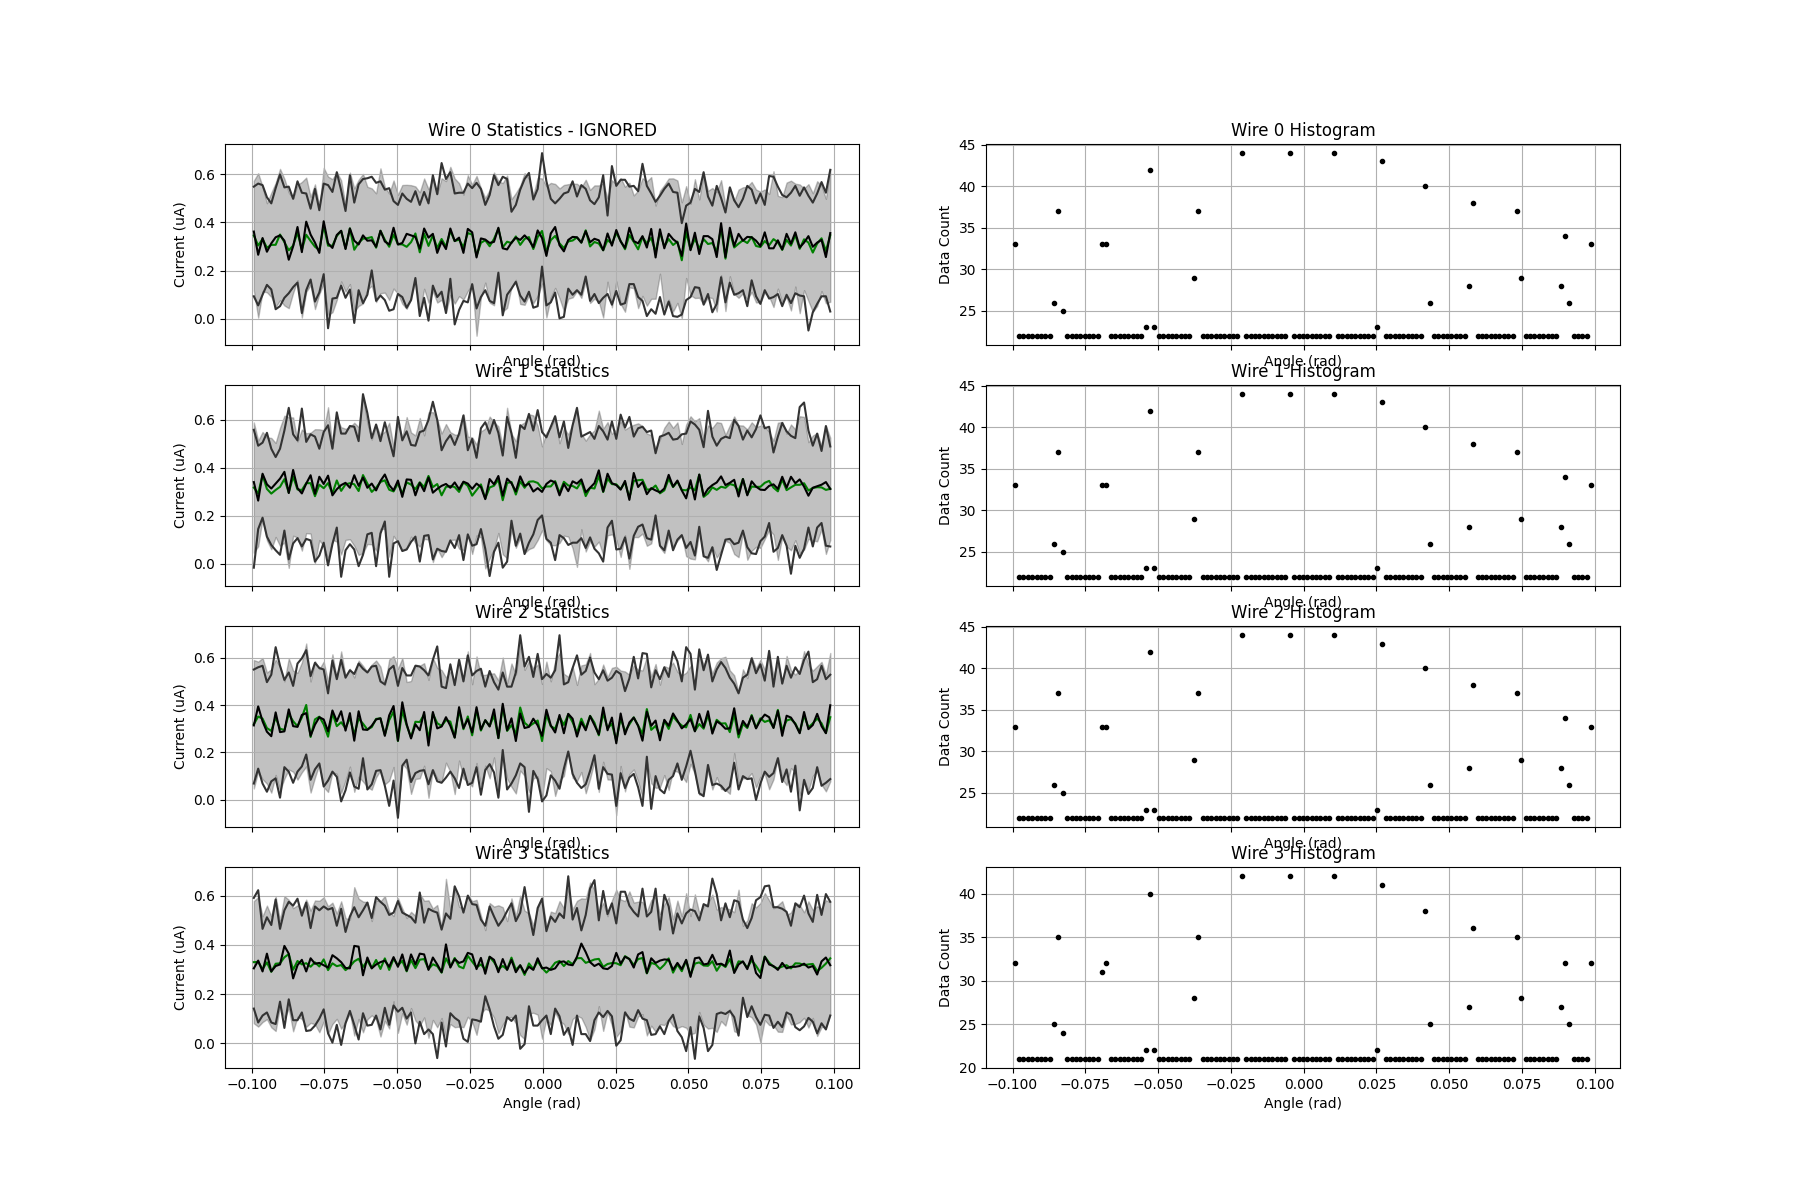 Wire 0 Statistics - IGNORED
Current (uA)
0.6
0.4
0.2
0.0
Angle (rad)
Wire 0 Histogram
Data Count
45
40
35
30
25
Angle (rad)
Wire 1 Statistics
Current (uA)
0.6
0.4
0.2
0.0
Angle (rad)
Wire 1 Histogram
Data Count
45
40
35
30
25
Angle (rad)
Wire 2 Statistics
Current (uA)
0.6
0.4
0.2
0.0
Angle (rad)
Wire 2 Histogram
Data Count
45
40
35
30
25
Angle (rad)
Wire 3 Statistics
Current (uA)
0.6
0.4
0.2
0.0
−0.100 −0.075 −0.050 −0.025 0.000 0.025 0.050 0.075 0.100
Angle (rad)
Wire 3 Histogram
Data Count
40
35
30
25
20
−0.100 −0.075 −0.050 −0.025 0.000 0.025 0.050 0.075 0.100
Angle (rad)